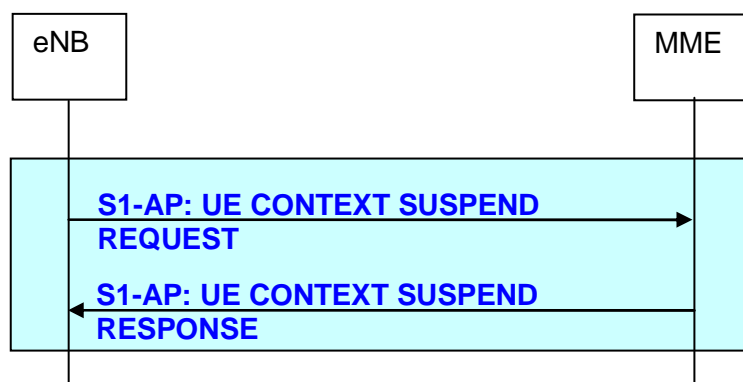 eNB
MME
S1-AP: UE CONTEXT SUSPEND
REQUEST
S1-AP: UE CONTEXT SUSPEND
RESPONSE